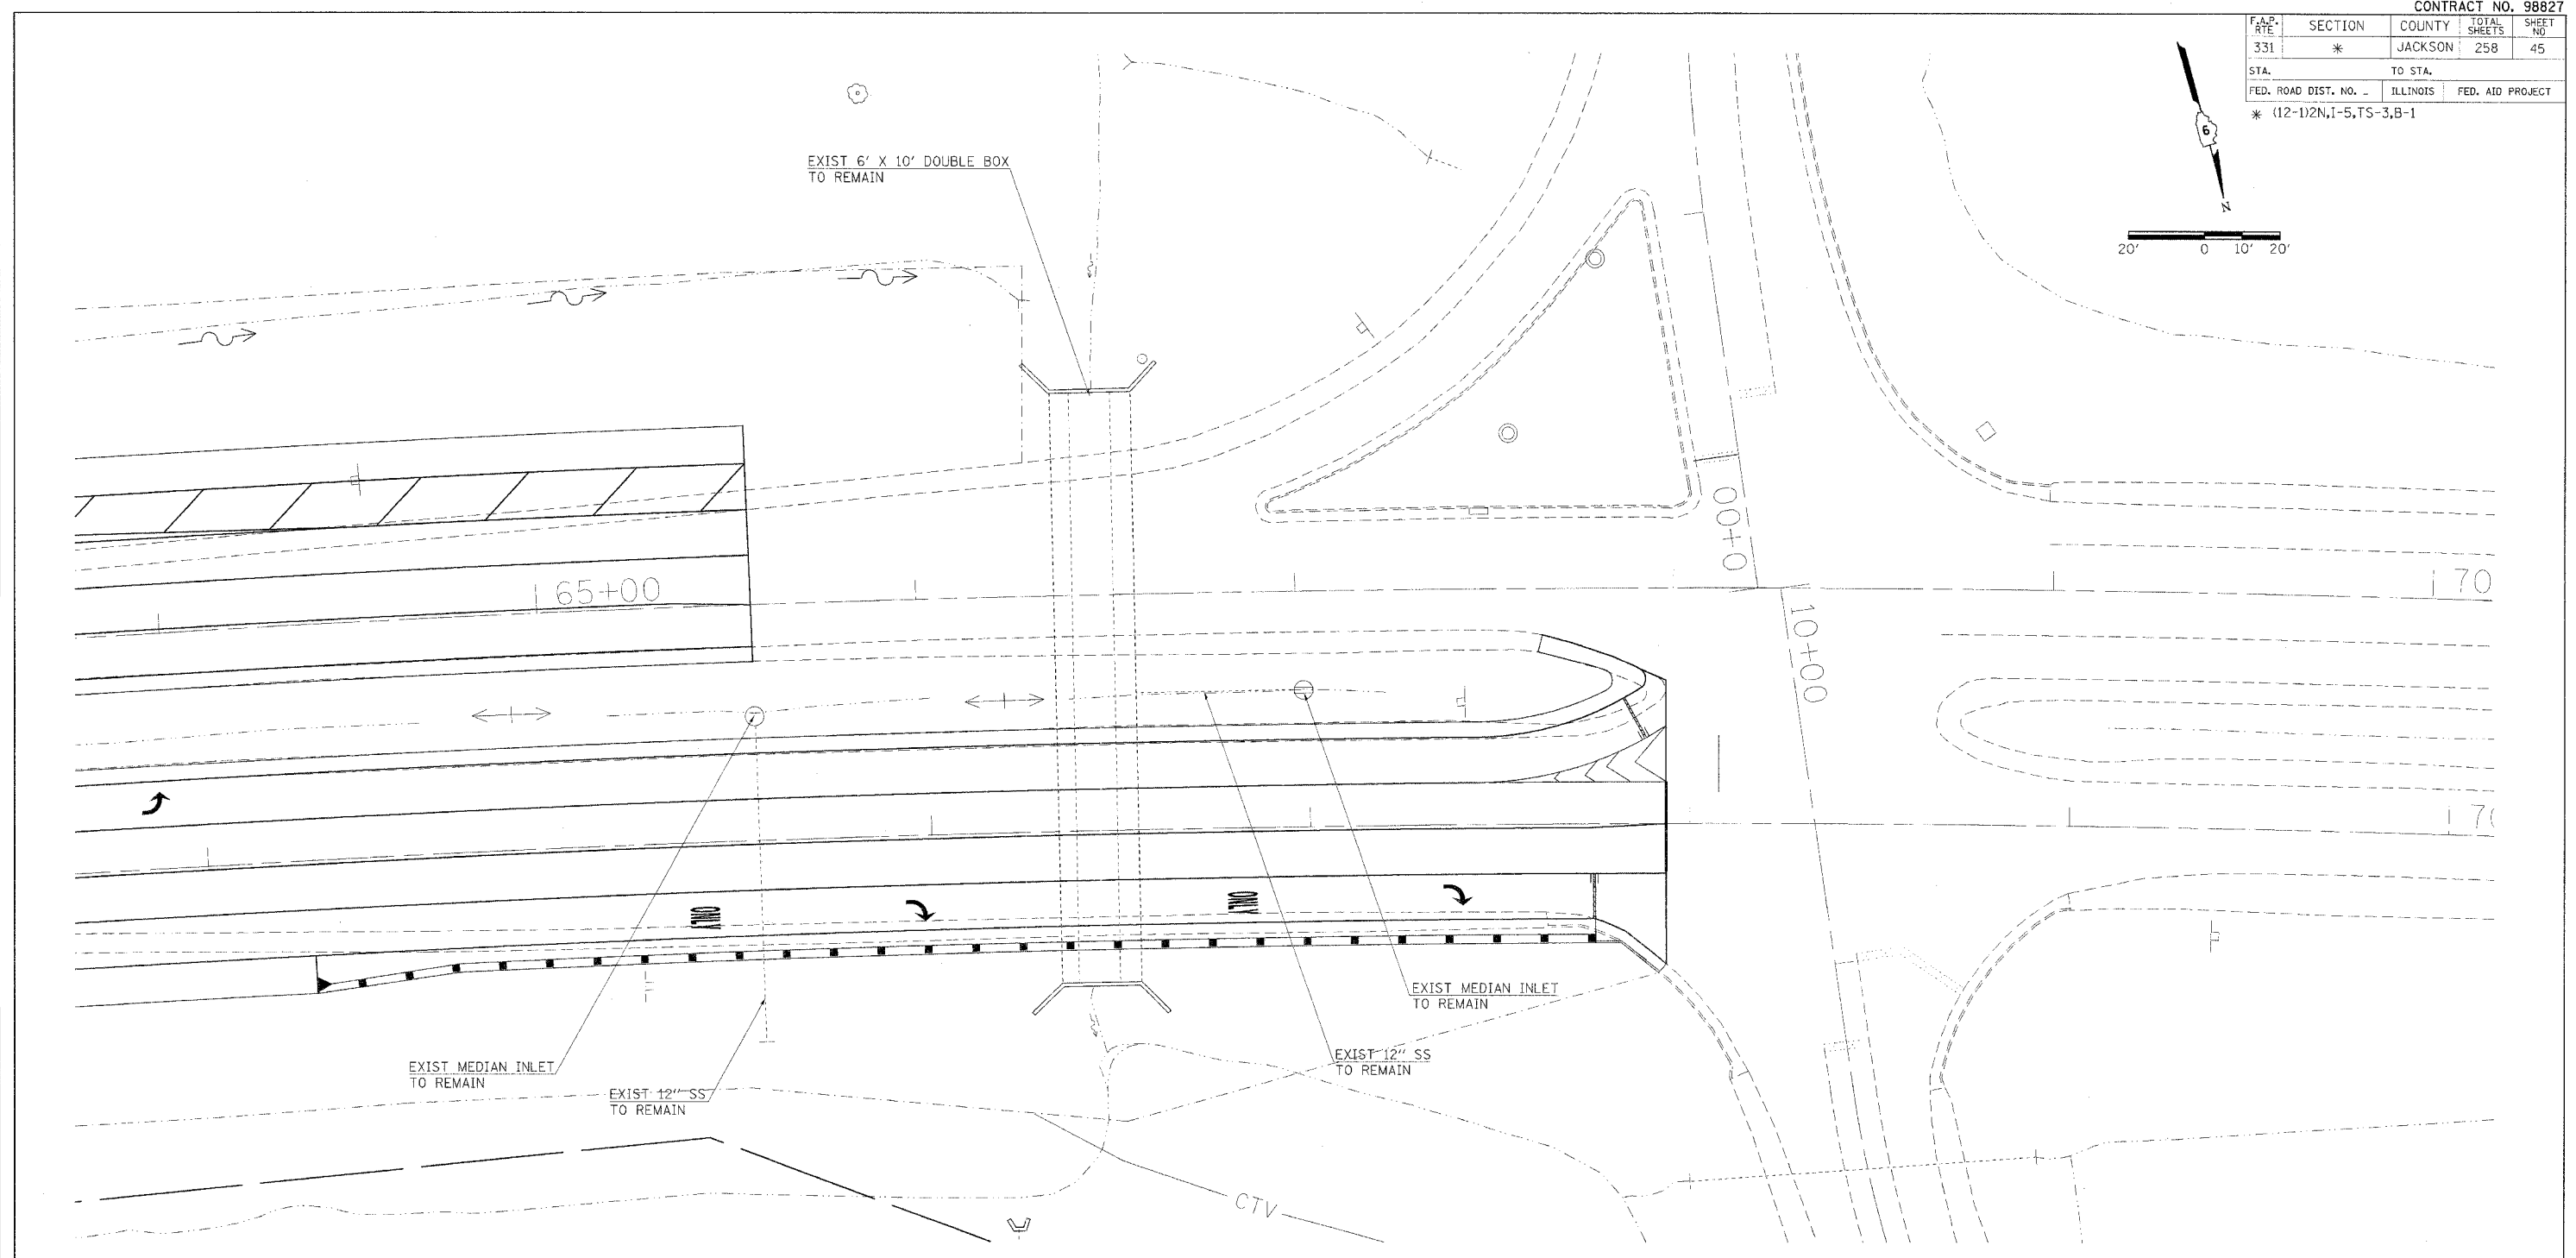 CONTRACT NO. 98827
F.A.P. RTE SECTION COUNTY TOTAL SHEETS SHEET NO
331 * JACKSON 258 45
STA. TO STA.
FED. ROAD DIST. NO. _ ILLINOIS FED. AID PROJECT
* (12-1)2N,I-5,TS-3,B-1
6
N
20' 0 10' 20'
EXIST 6' X 10' DOUBLE BOX
TO REMAIN
0+00
65+00
70
10+00
70
ONLY
ONLY
EXIST MEDIAN INLET
TO REMAIN
EXIST 12" SS
TO REMAIN
EXIST MEDIAN INLET
TO REMAIN
EXIST 12" SS
TO REMAIN
CTV